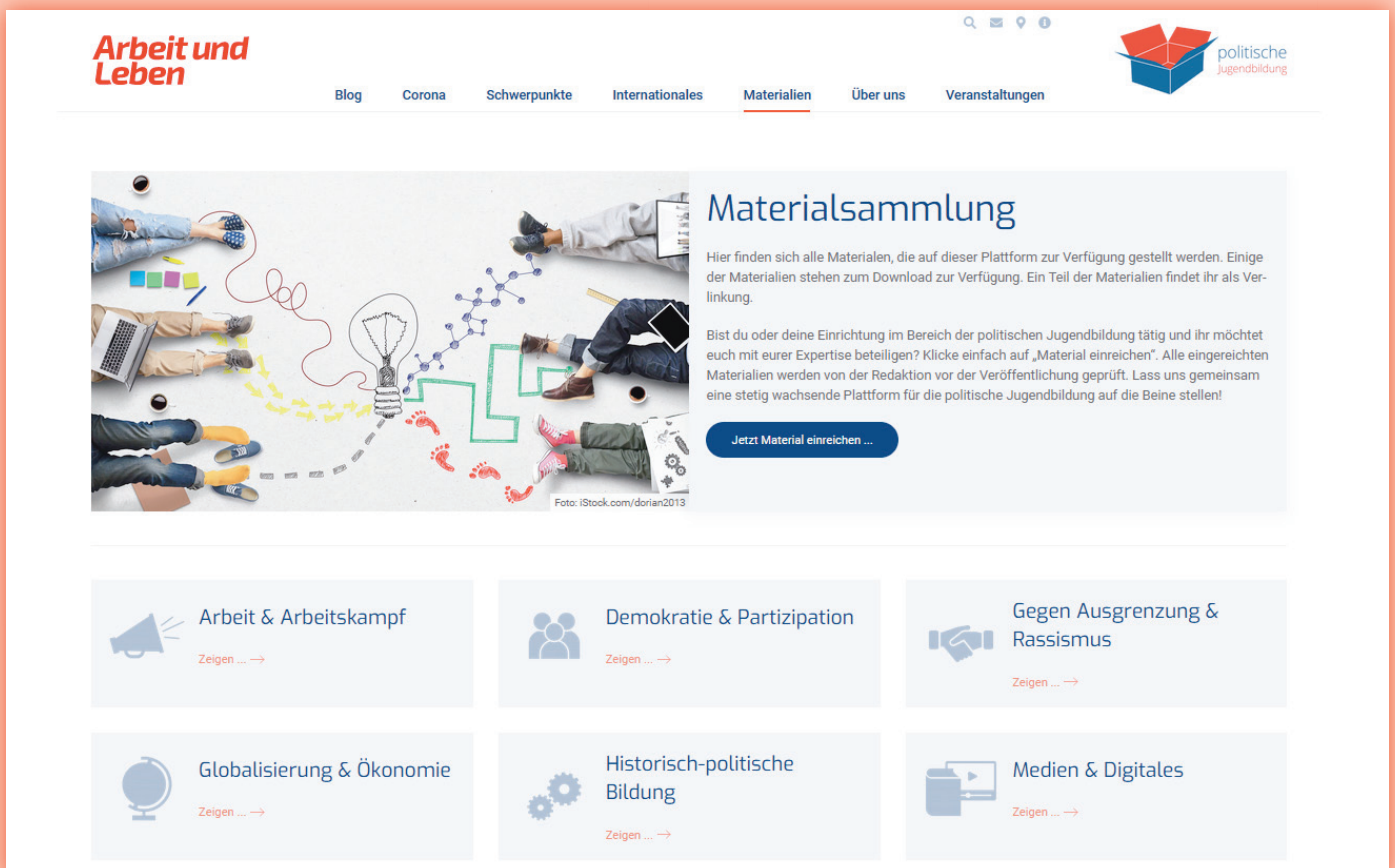 Arbeit und
Leben
politische
jugendbildung
Blog Corona Schwerpunkte Internationales Materialien Über uns Veranstaltungen
Materialsammlung
Hier finden sich alle Materialen, die auf dieser Plattform zur Verfügung gestellt werden. Einige
der Materialien stehen zum Download zur Verfügung. Ein Teil der Materialien findet ihr als Ver-
linkung.
Bist du oder deine Einrichtung im Bereich der politischen Jugendbildung tätig und ihr möchtet
euch mit eurer Expertise beteiligen? Klicke einfach auf „Material einreichen". Alle eingereichten
Materialien werden von der Redaktion vor der Veröffentlichung geprüft. Lass uns gemeinsam
eine stetig wachsende Plattform für die politische Jugendbildung auf die Beine stellen!
Jetzt Material einreichen ...
Foto: iStock.com/dorian2013
Arbeit & Arbeitskampf
Zeigen ... →
Demokratie & Partizipation
Zeigen ... →
Gegen Ausgrenzung &
Rassismus
Zeigen ... →
Globalisierung & Ökonomie
Zeigen ... →
Historisch-politische
Bildung
Zeigen ... →
Medien & Digitales
Zeigen ... →